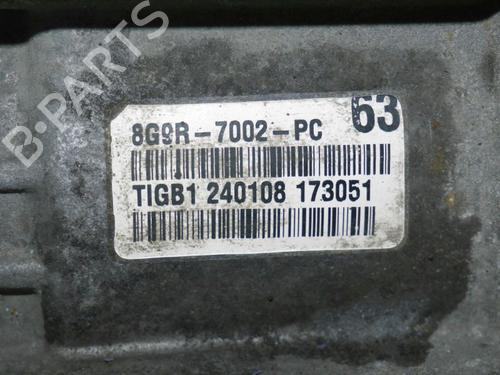 B-PARTS
63
8G9R-7002-PC
TIGB1 240108 173051